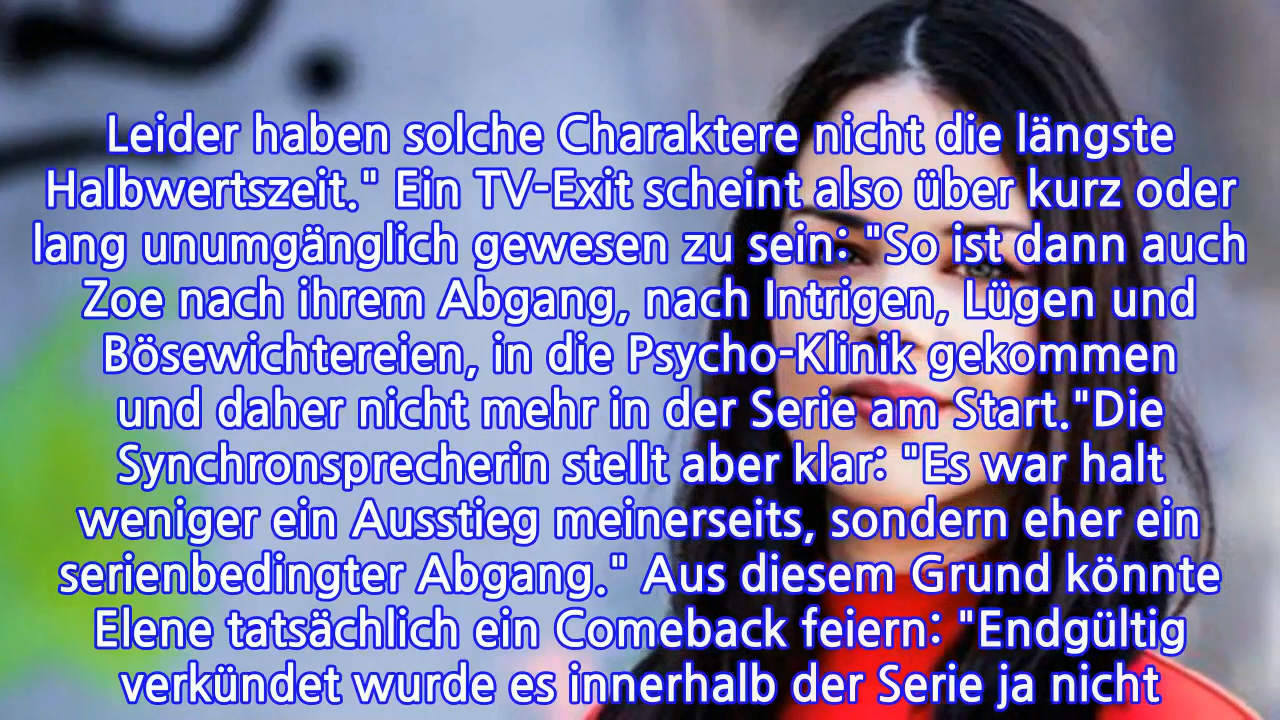 Leider haben solche Charaktere nicht die längste
Halbwertszeit." Ein TV-Exit scheint also über kurz oder
lang unumgänglich gewesen zu sein: "So ist dann auch
Zoe nach ihrem Abgang, nach Intrigen, Lügen und
Bösewichtereien, in die Psycho-Klinik gekommen
und daher nicht mehr in der Serie am Start."Die
Synchronsprecherin stellt aber klar: "Es war halt
weniger ein Ausstieg meinerseits, sondern eher ein
serienbedingter Abgang." Aus diesem Grund könnte
Elene tatsächlich ein Comeback feiern: "Endgültig
verkündet wurde es innerhalb der Serie ja nicht